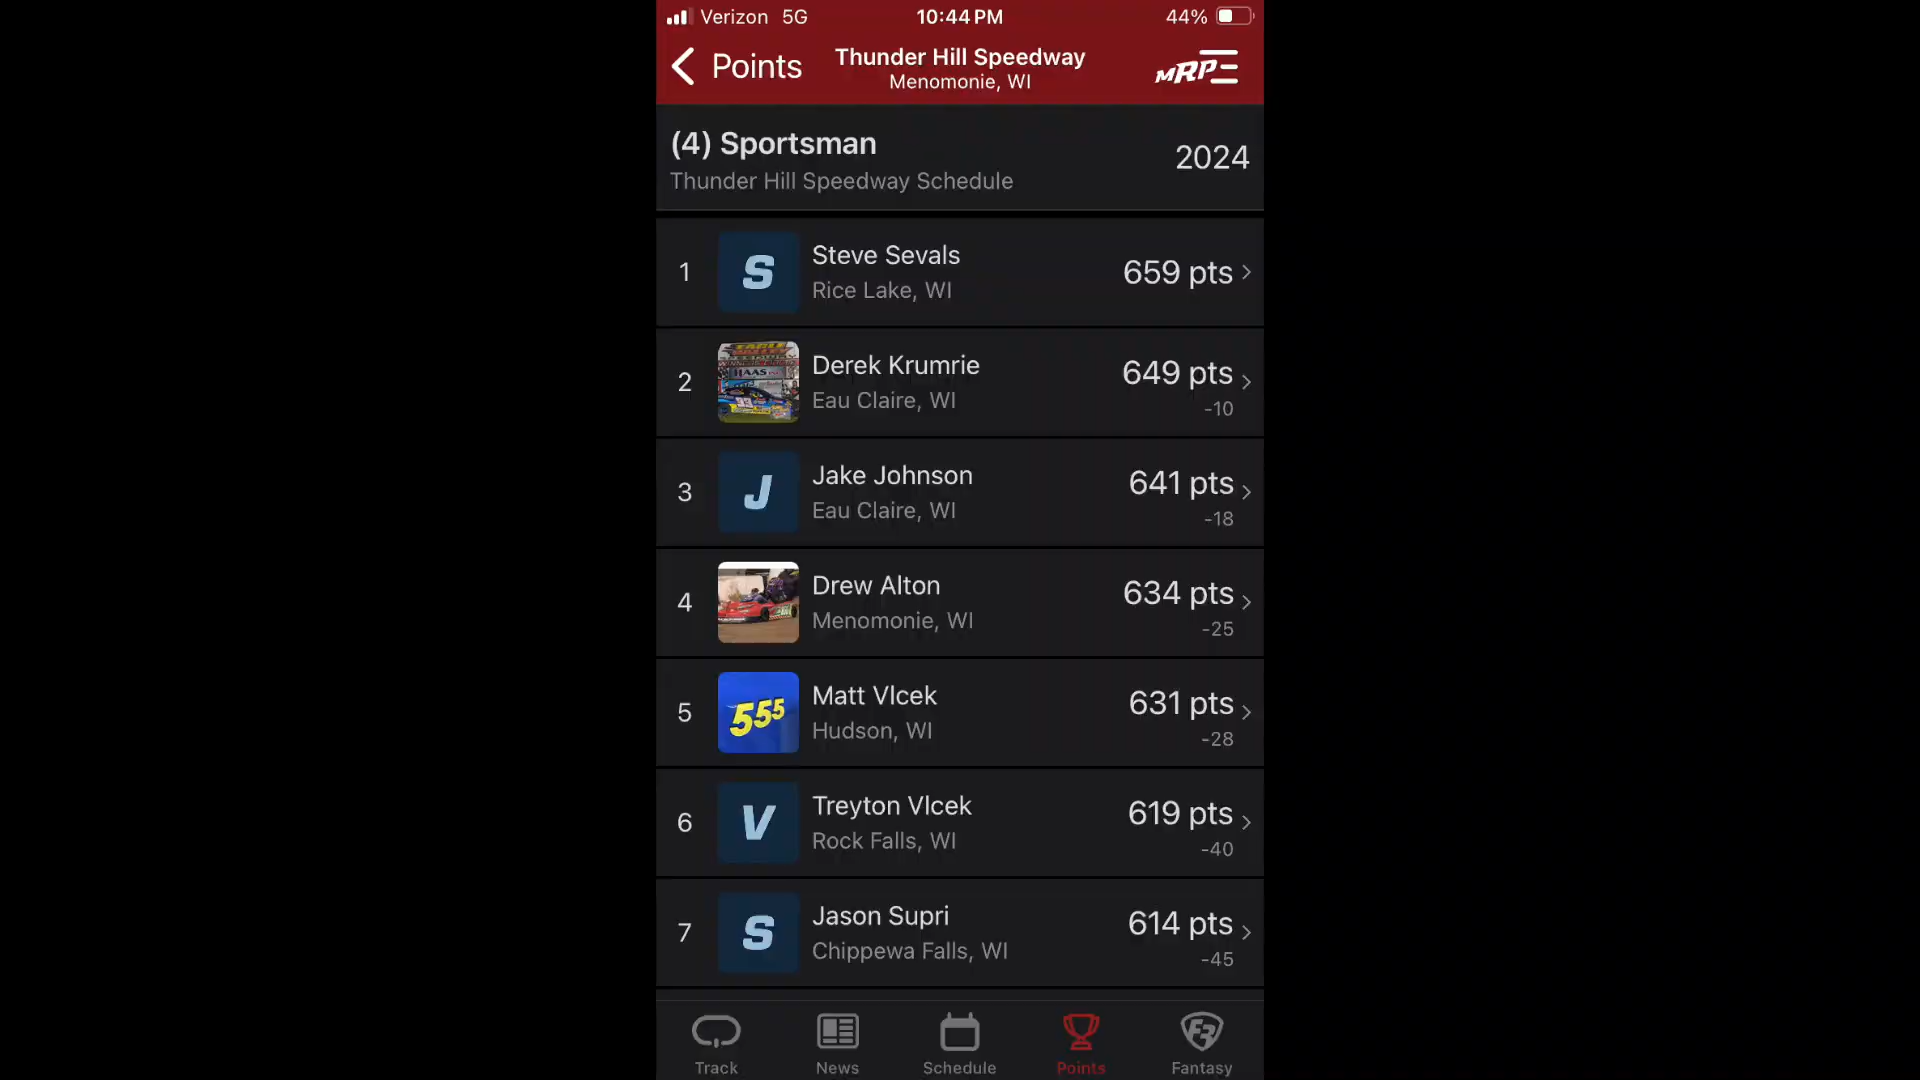 Verizon 5G 10:44 PM 44%
Points
Thunder Hill Speedway
Menomonie, WI
MRP
(4) Sportsman
2024
Thunder Hill Speedway Schedule
1
S
Steve Sevals
Rice Lake, WI
659 pts
2
HAAS
Derek Krumrie
Eau Claire, WI
649 pts
-10
3
J
Jake Johnson
Eau Claire, WI
641 pts
-18
4
Drew Alton
Menomonie, WI
634 pts
-25
5
555
Matt Vlcek
Hudson, WI
631 pts
-28
6
V
Treyton Vlcek
Rock Falls, WI
619 pts
-40
7
S
Jason Supri
Chippewa Falls, WI
614 pts
-45
Track
News
Schedule
Points
Fantasy